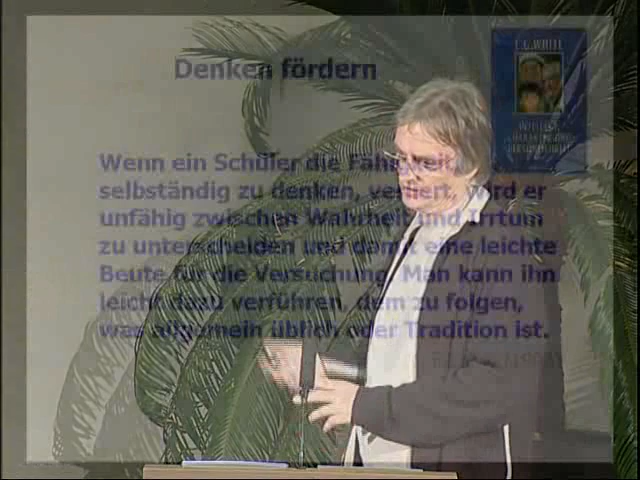 Denken fördern
E.G.WHITE
Wenn ein Schüler die Fähigkeit,
selbständig zu denken, verliert, wird er
unfähig zwischen Wahrheit und Irrtum
zu unterscheiden und damit eine leichte
Beute für die Versuchung. Man kann ihn
leicht dazu verführen, dem zu folgen,
was allgemein üblich oder Tradition ist.